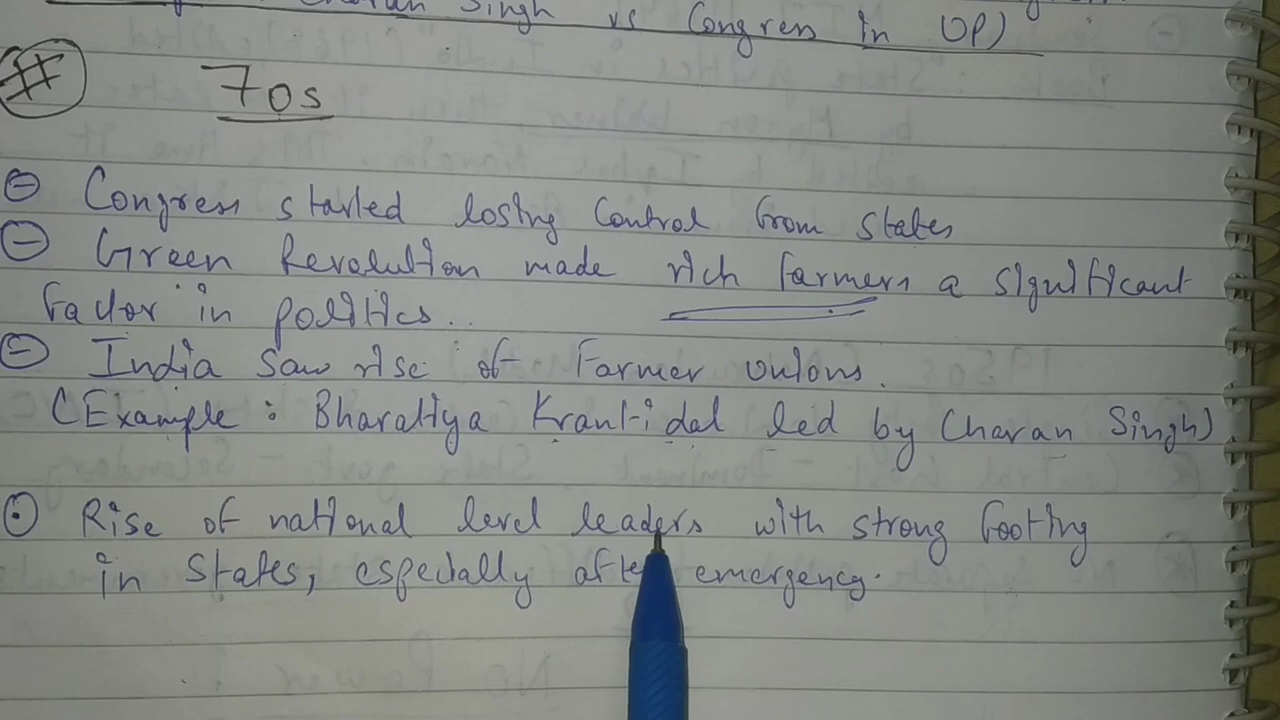 Charan Singh vs Congress in UP)
# 70s
Congress started losing control from states
Green Revolution made rich farmers a significant
factor in politics..
India saw rise of Farmer unions.
(Example : Bharatiya Kranti dal led by Charan Singh)
Rise of national level leaders with strong footing
in states, especially after emergency.